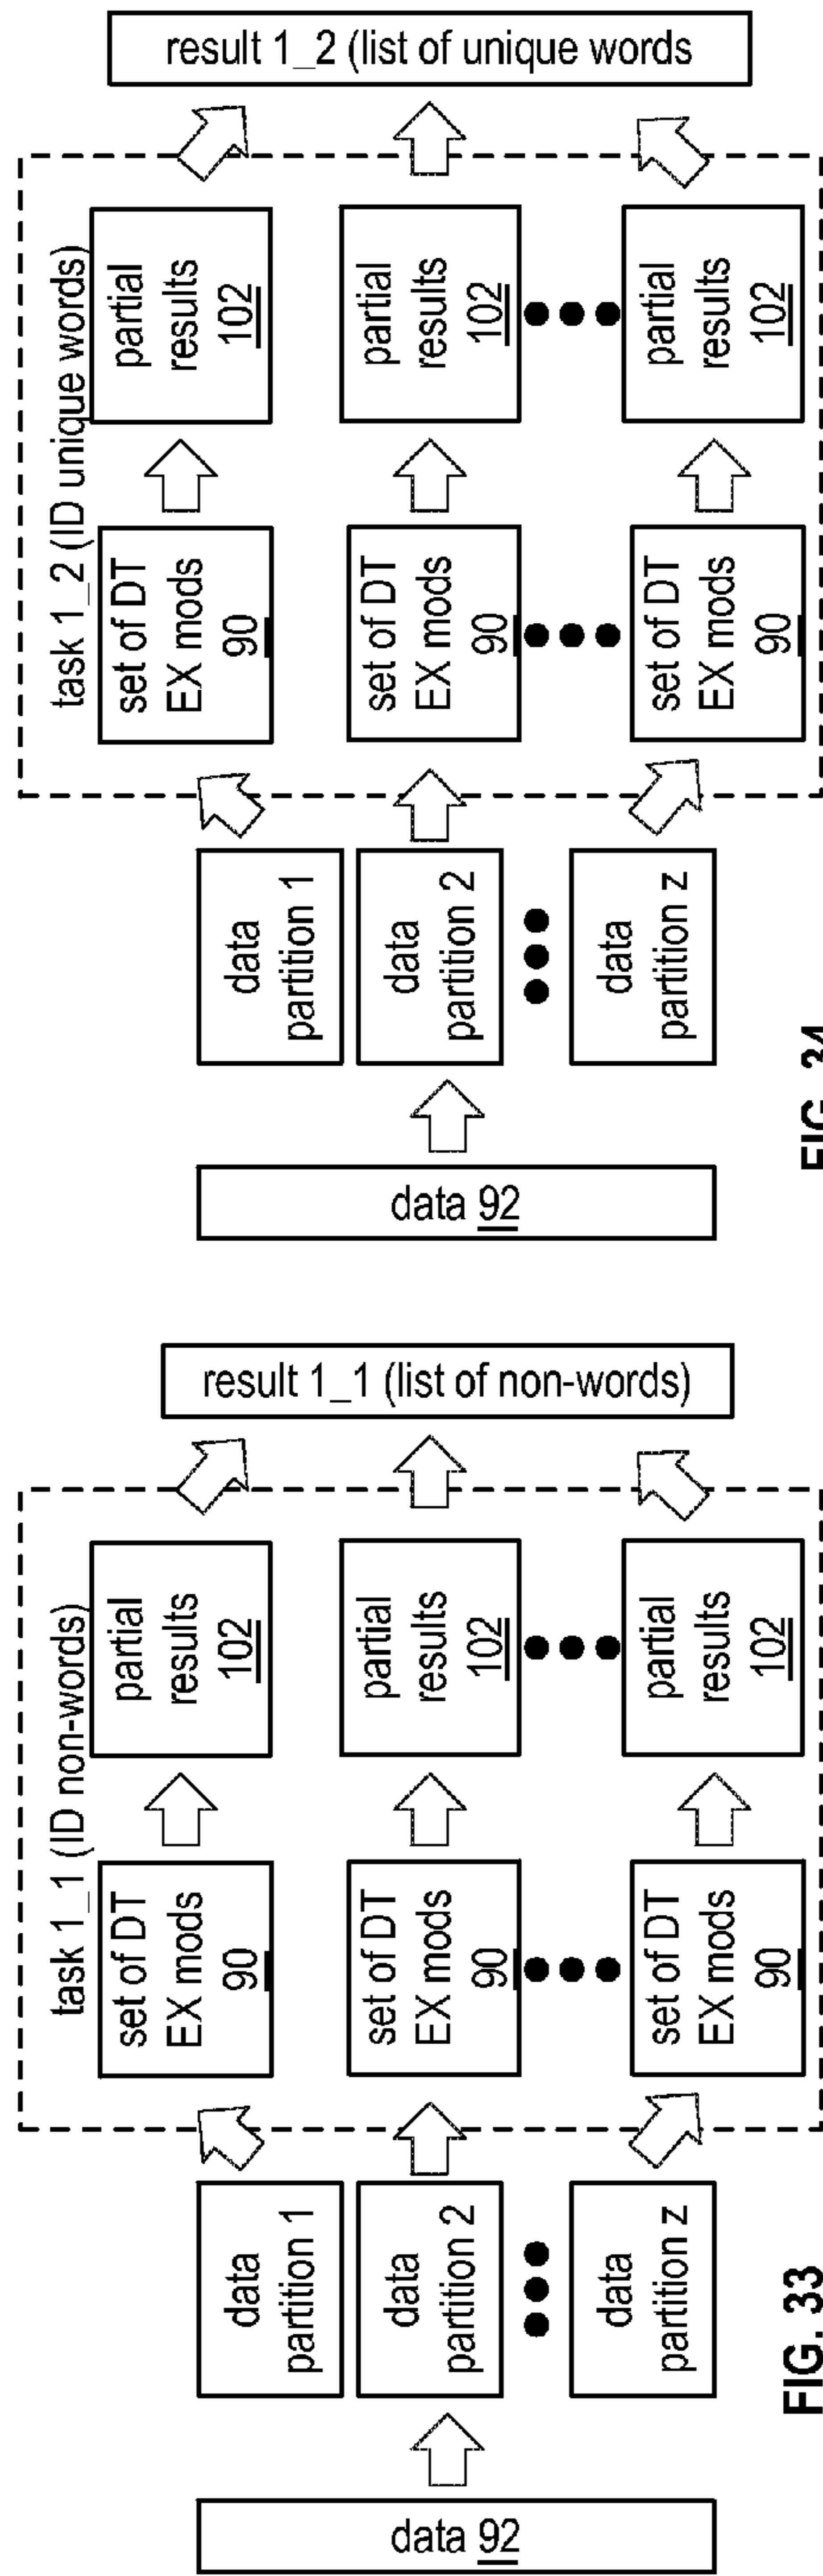 data 92
data
partition 1
data
partition 2
data
partition z
task 1_1 (ID non-words)
set of DT
EX mods
90
set of DT
EX mods
90
set of DT
EX mods
90
partial
results
102
partial
results
102
partial
results
102
result 1_1 (list of non-words)
FIG. 33
data 92
data
partition 1
data
partition 2
data
partition z
task 1_2 (ID unique words)
set of DT
EX mods
90
set of DT
EX mods
90
set of DT
EX mods
90
partial
results
102
partial
results
102
partial
results
102
result 1_2 (list of unique words
FIG. 34